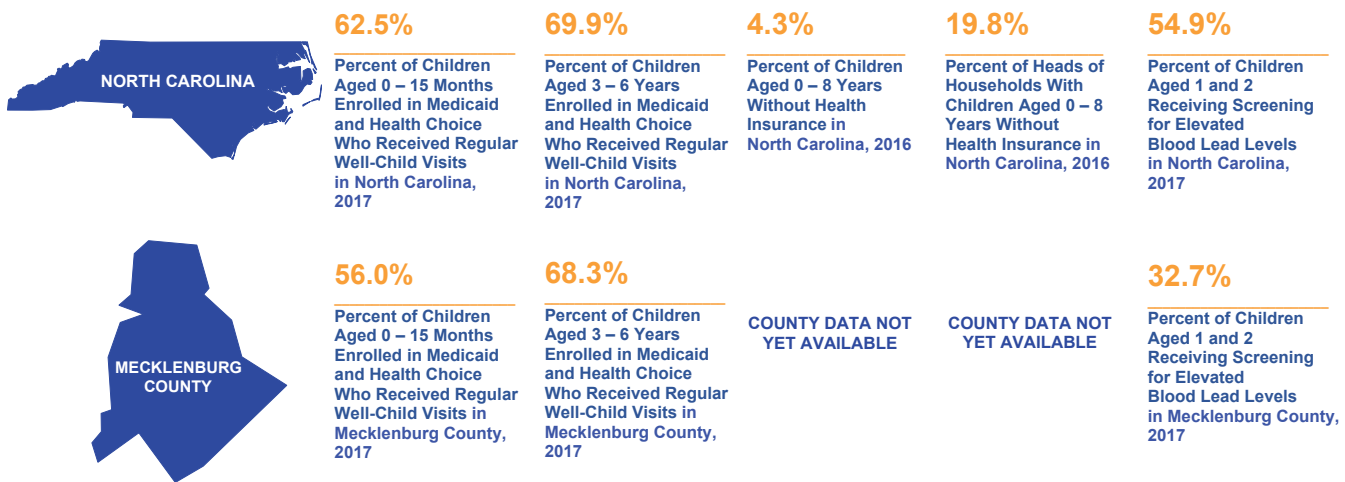 NORTH CAROLINA
62.5%
Percent of Children
Aged 0 – 15 Months
Enrolled in Medicaid
and Health Choice
Who Received Regular
Well-Child Visits
in North Carolina,
2017
69.9%
Percent of Children
Aged 3 – 6 Years
Enrolled in Medicaid
and Health Choice
Who Received Regular
Well-Child Visits
in North Carolina,
2017
4.3%
Percent of Children
Aged 0 – 8 Years
Without Health
Insurance in
North Carolina, 2016
19.8%
Percent of Heads of
Households With
Children Aged 0 – 8
Years Without
Health Insurance in
North Carolina, 2016
54.9%
Percent of Children
Aged 1 and 2
Receiving Screening
for Elevated
Blood Lead Levels
in North Carolina,
2017
MECKLENBURG
COUNTY
56.0%
Percent of Children
Aged 0 – 15 Months
Enrolled in Medicaid
and Health Choice
Who Received Regular
Well-Child Visits in
Mecklenburg County,
2017
68.3%
Percent of Children
Aged 3 – 6 Years
Enrolled in Medicaid
and Health Choice
Who Received Regular
Well-Child Visits in
Mecklenburg County,
2017
COUNTY DATA NOT
YET AVAILABLE
COUNTY DATA NOT
YET AVAILABLE
32.7%
Percent of Children
Aged 1 and 2
Receiving Screening
for Elevated
Blood Lead Levels
in Mecklenburg County,
2017